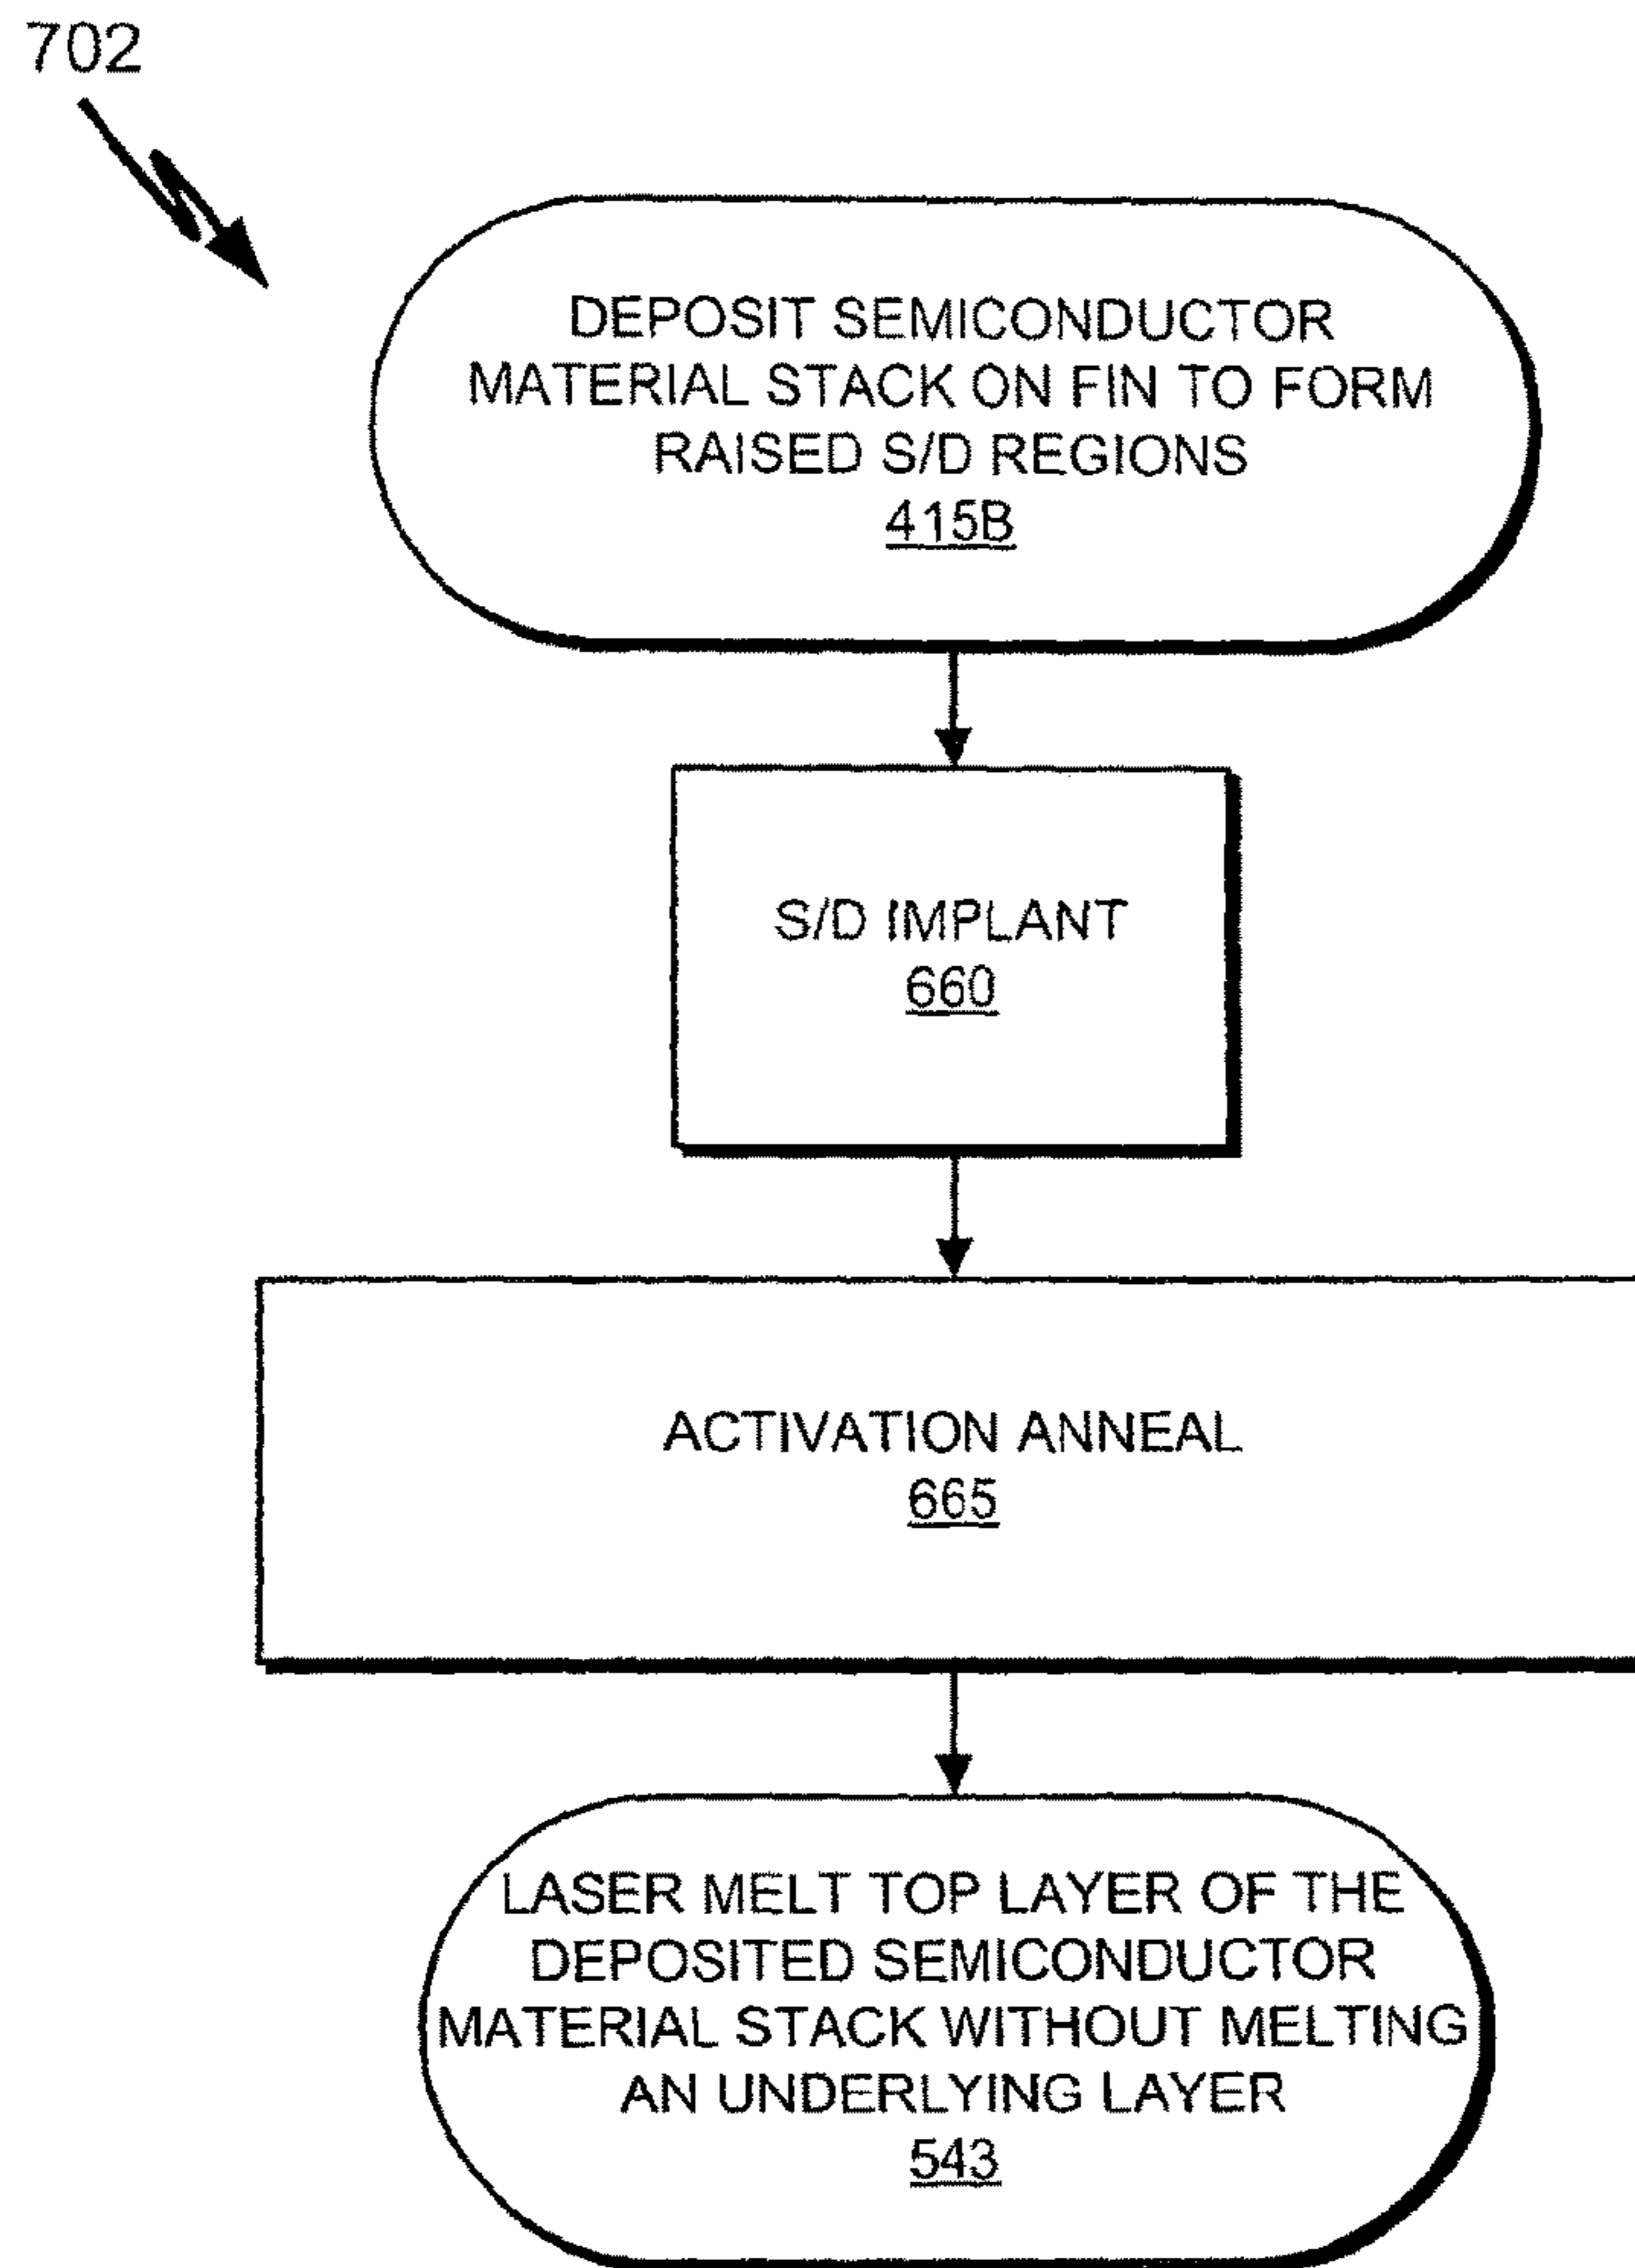 702
DEPOSIT SEMICONDUCTOR
MATERIAL STACK ON FIN TO FORM
RAISED S/D REGIONS
415B
S/D IMPLANT
660
ACTIVATION ANNEAL
665
LASER MELT TOP LAYER OF THE
DEPOSITED SEMICONDUCTOR
MATERIAL STACK WITHOUT MELTING
AN UNDERLYING LAYER
543